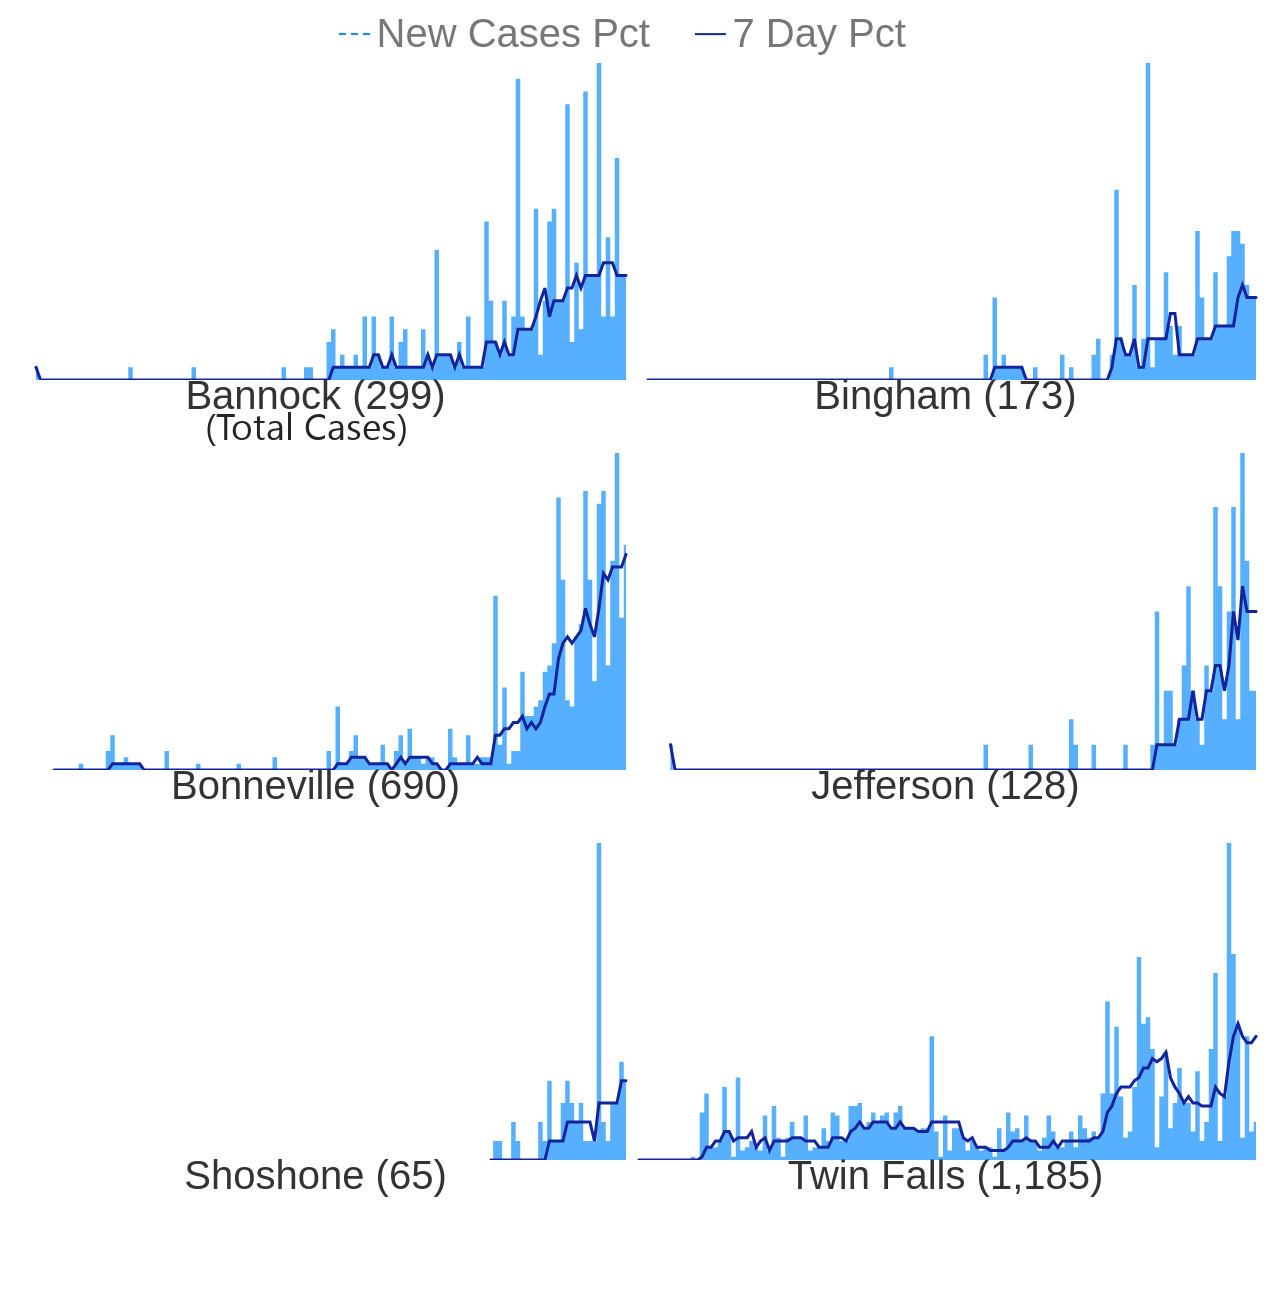 New Cases Pct 7 Day Pct
Bannock (299)
(Total Cases)
Bingham (173)
Bonneville (690)
Jefferson (128)
Shoshone (65)
Twin Falls (1,185)